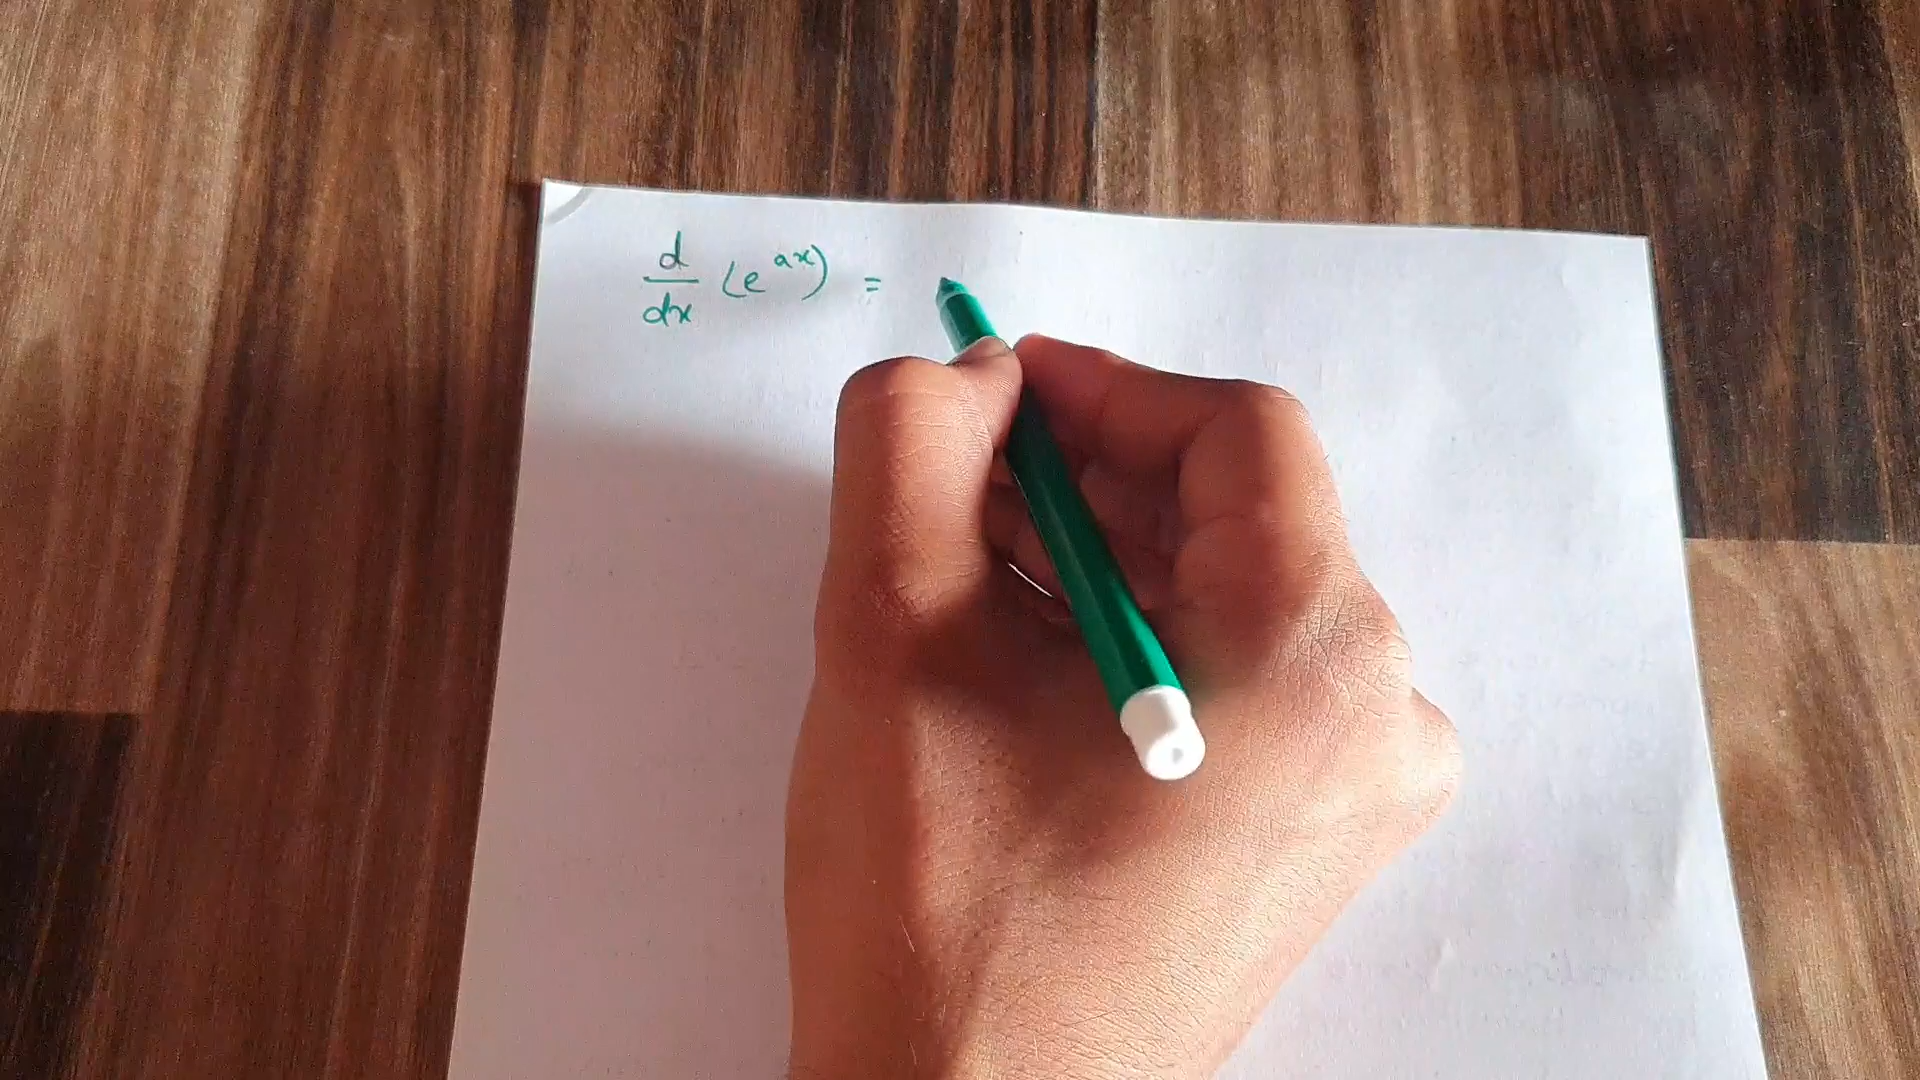 d/dx (e^{ax}) =